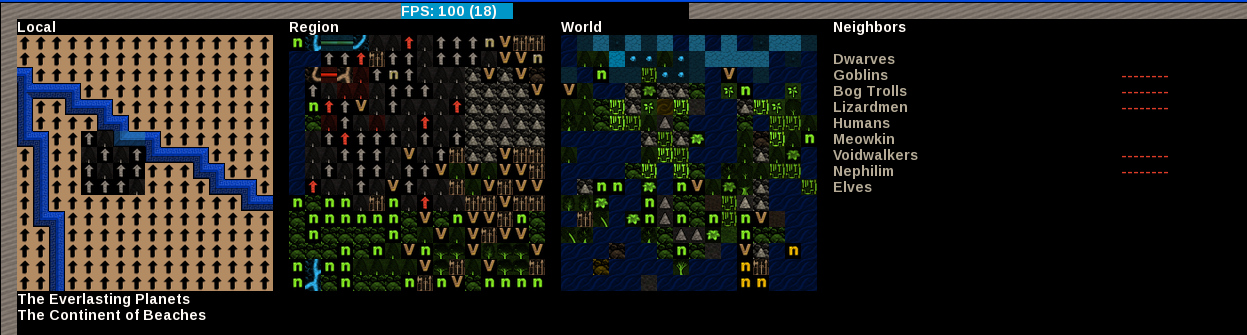 FPS: 100 (18)
Local
Region
World
Neighbors
Dwarves
Goblins --------
Bog Trolls
Lizardmen --------
Humans
Meowkin
Voidwalkers --------
Nephilim --------
Elves
The Everlasting Planets
The Continent of Beaches